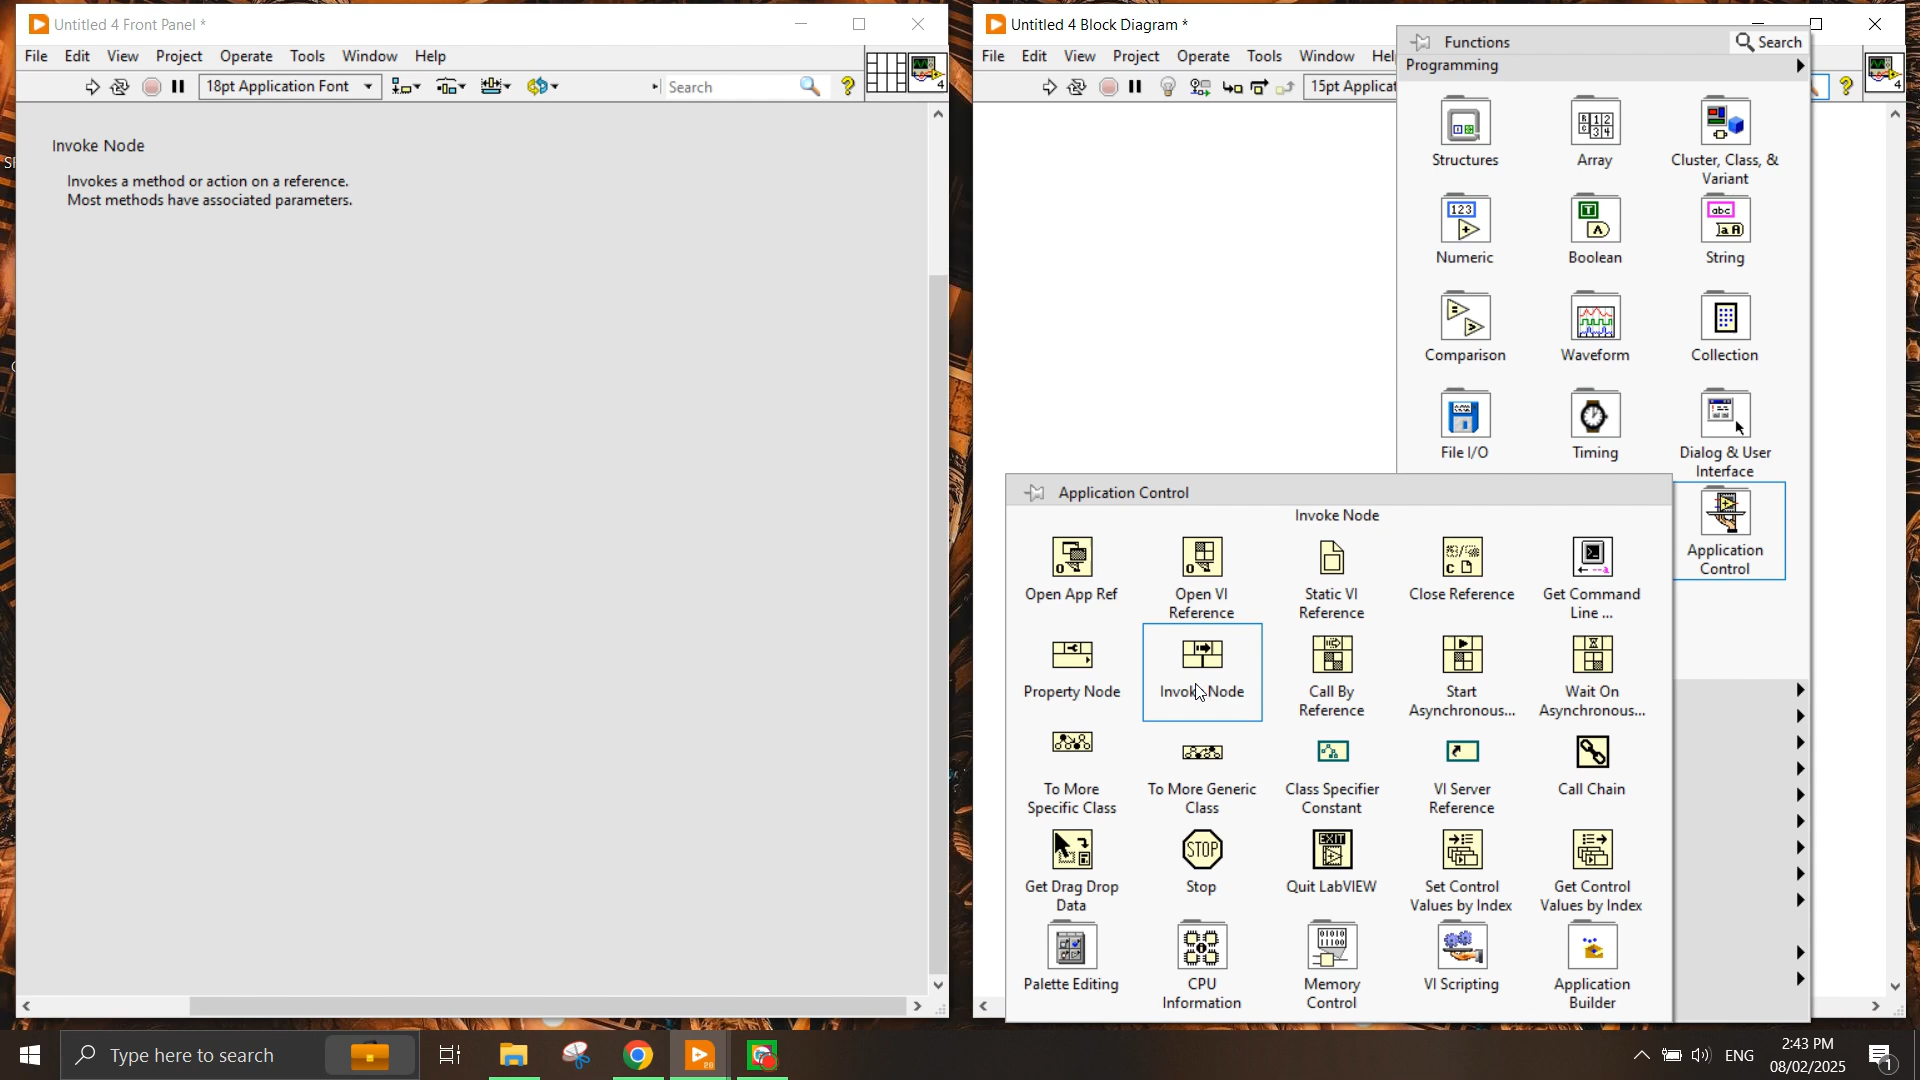 Untitled 4 Front Panel *
File Edit View Project Operate Tools Window Help
18pt Application Font
Search
4
Invoke Node
Invokes a method or action on a reference.
Most methods have associated parameters.
Untitled 4 Block Diagram *
File Edit View Project Operate Tools Window Hel
15pt Applicat
4
Functions
Search
Programming
Structures
Array
Cluster, Class, &
Variant
Numeric
Boolean
String
Comparison
Waveform
Collection
File I/O
Timing
Dialog & User
Interface
Application
Control
Application Control
Invoke Node
Open App Ref
Open VI
Reference
Static VI
Reference
Close Reference
Get Command
Line ...
Property Node
Invoke Node
Call By
Reference
Start
Asynchronous...
Wait On
Asynchronous...
To More
Specific Class
To More Generic
Class
Class Specifier
Constant
VI Server
Reference
Call Chain
Get Drag Drop
Data
STOP
Stop
EXIT
Quit LabVIEW
Set Control
Values by Index
Get Control
Values by Index
Palette Editing
CPU
Information
Memory
Control
VI Scripting
Application
Builder
Type here to search
ENG
2:43 PM
08/02/2025
1